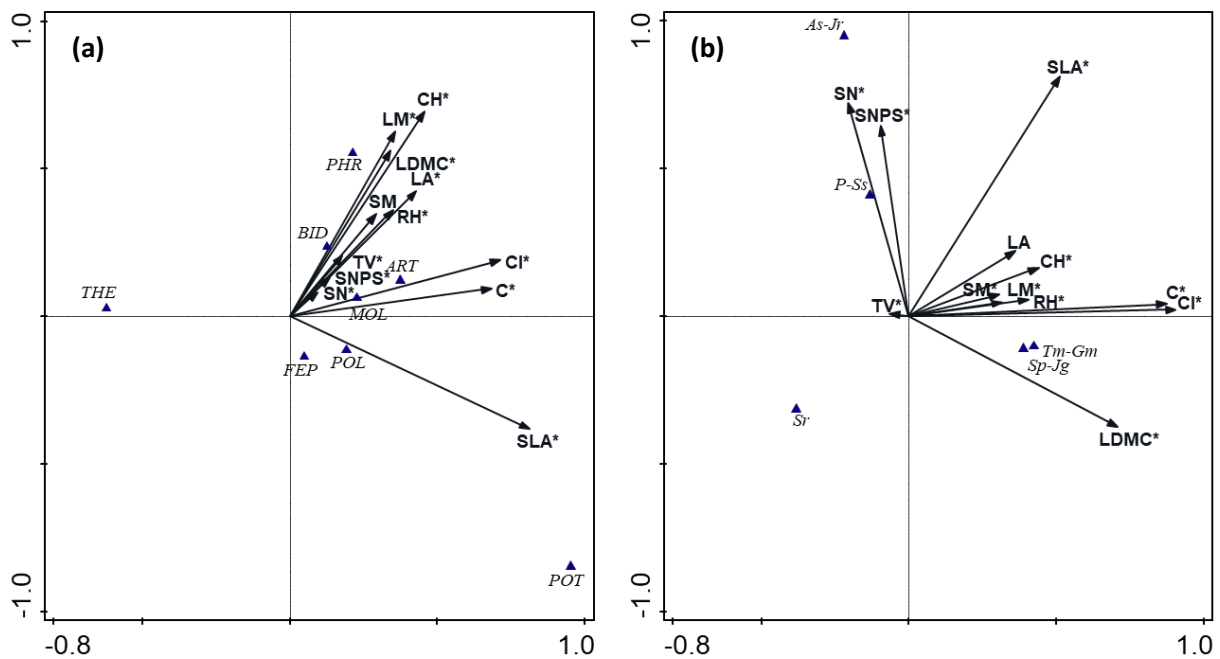 1.0
(a)
CH*
LM*
PHR
LDMC*
LA*
SM
RH*
BID
TV*
ART
CI*
SNPS*
C*
SN*
THE
MOL
FEP
POL
SLA*
POT
-1.0
-0.8
1.0
1.0
(b)
As-Jr
SLA*
SN*
SNPS*
P-Ss
LA
CH*
SM*
LM*
RH*
C*
CI*
TV*
Tm-Gm
Sp-Jg
Sr
LDMC*
-1.0
-0.8
1.0